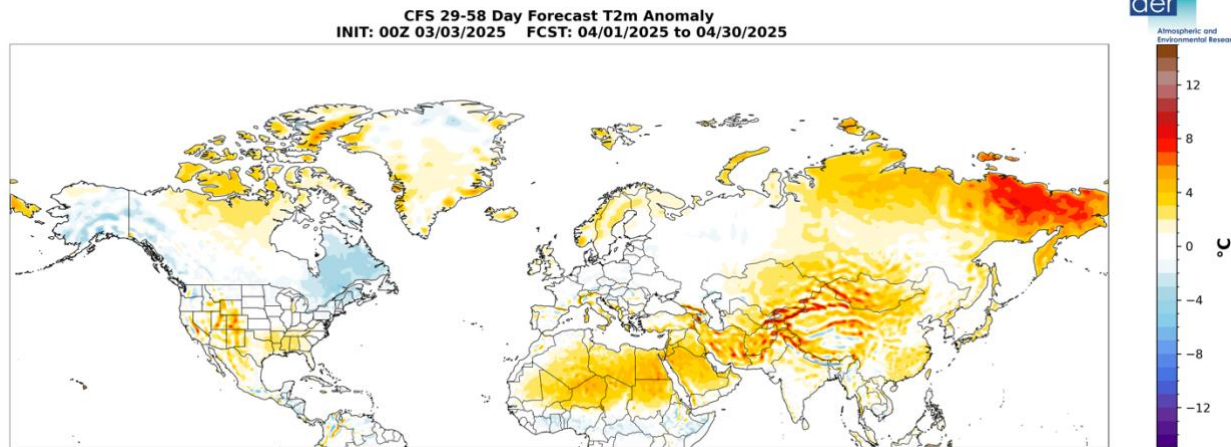 CFS 29-58 Day Forecast T2m Anomaly
INIT: 00Z 03/03/2025 FCST: 04/01/2025 to 04/30/2025
aer
Atmospheric and
Environmental Resear
12
8
4
0
−4
−8
−12
°C